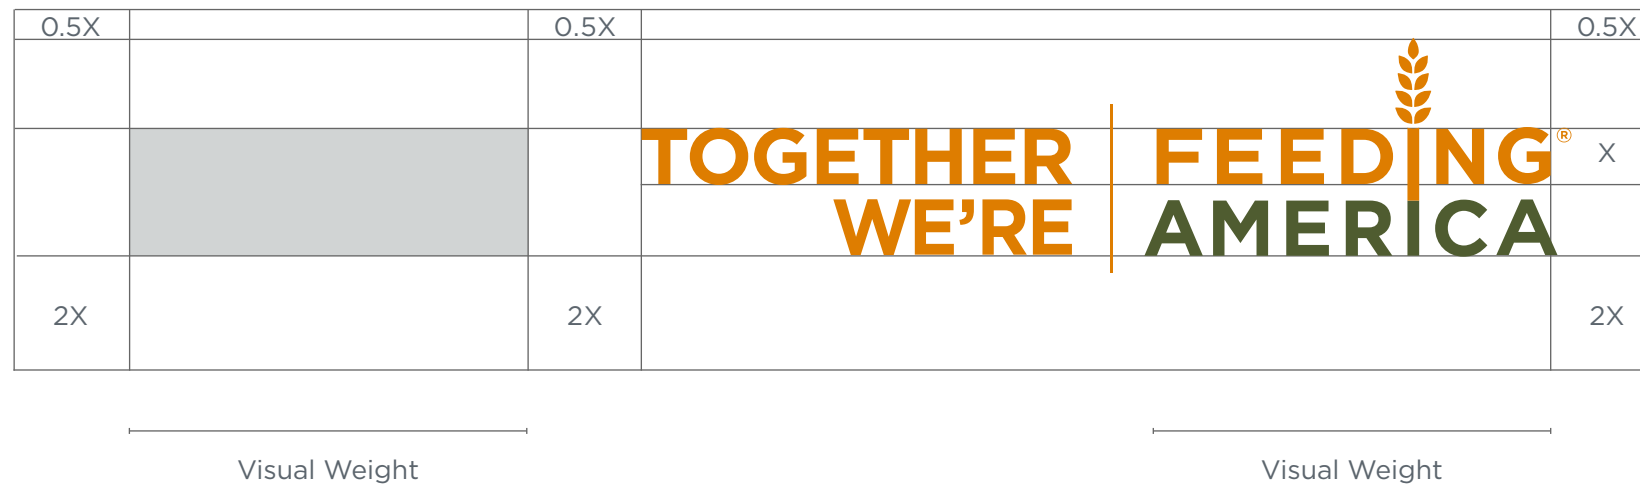 0.5X 0.5X 0.5X
TOGETHER FEEDING® X
WE’RE AMERICA
2X 2X 2X
Visual Weight Visual Weight